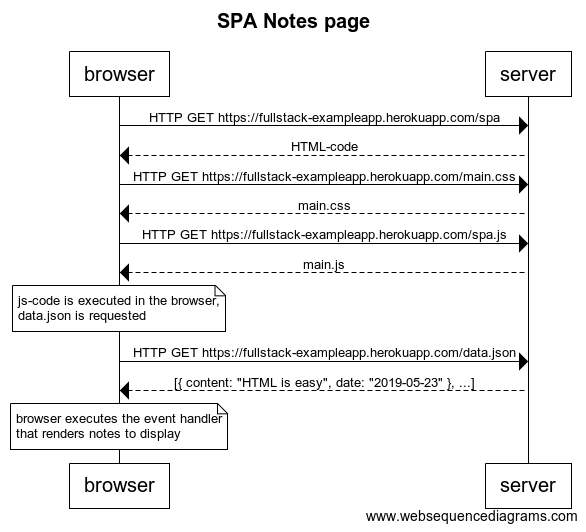 SPA Notes page
browser
server
HTTP GET https://fullstack-exampleapp.herokuapp.com/spa
HTML-code
HTTP GET https://fullstack-exampleapp.herokuapp.com/main.css
main.css
HTTP GET https://fullstack-exampleapp.herokuapp.com/spa.js
main.js
js-code is executed in the browser,
data.json is requested
HTTP GET https://fullstack-exampleapp.herokuapp.com/data.json
[{ content: "HTML is easy", date: "2019-05-23" }, ...]
browser executes the event handler
that renders notes to display
browser
server
www.websequencediagrams.com